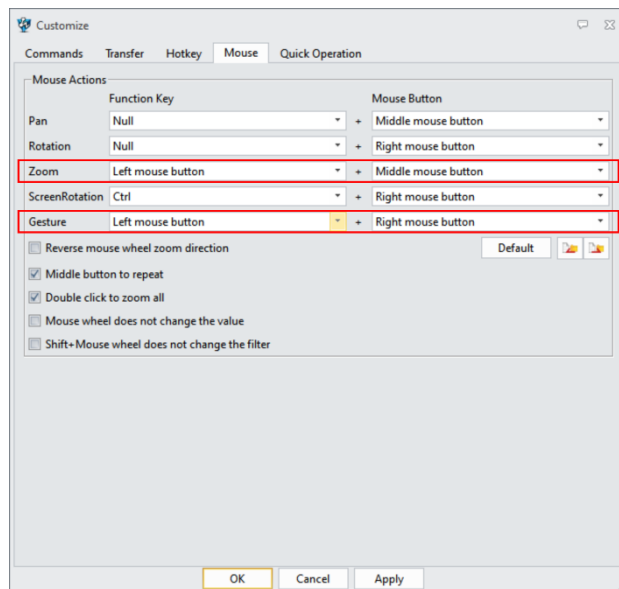 Customize
Commands Transfer Hotkey Mouse Quick Operation
Mouse Actions
Function Key Mouse Button
Pan Null + Middle mouse button
Rotation Null + Right mouse button
Zoom Left mouse button + Middle mouse button
ScreenRotation Ctrl + Right mouse button
Gesture Left mouse button + Right mouse button
Reverse mouse wheel zoom direction Default
Middle button to repeat
Double click to zoom all
Mouse wheel does not change the value
Shift+Mouse wheel does not change the filter
OK Cancel Apply